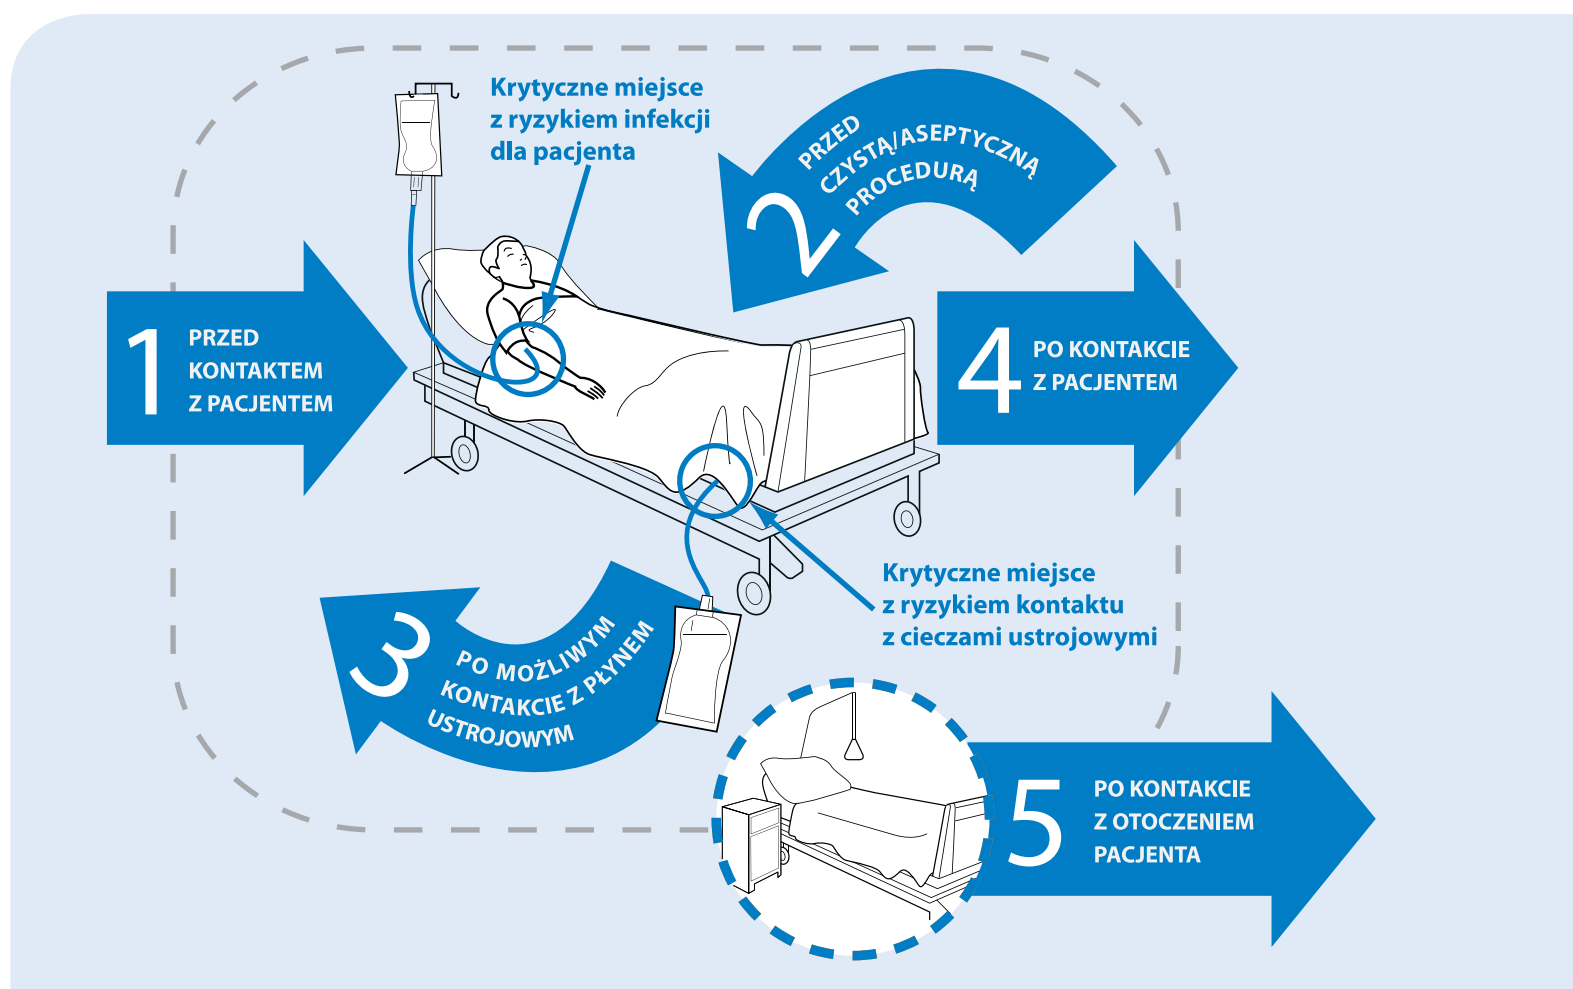 Krytyczne miejsce
z ryzykiem infekcji
dla pacjenta
2
PRZED
CZYSTĄ/ASEPTYCZNĄ
PROCEDURĄ
1
PRZED
KONTAKTEM
Z PACJENTEM
4
PO KONTAKCIE
Z PACJENTEM
Krytyczne miejsce
z ryzykiem kontaktu
z cieczami ustrojowymi
3
PO MOŻLIWYM
KONTAKCIE Z PŁYNEM
USTROJOWYM
5
PO KONTAKCIE
Z OTOCZENIEM
PACJENTA